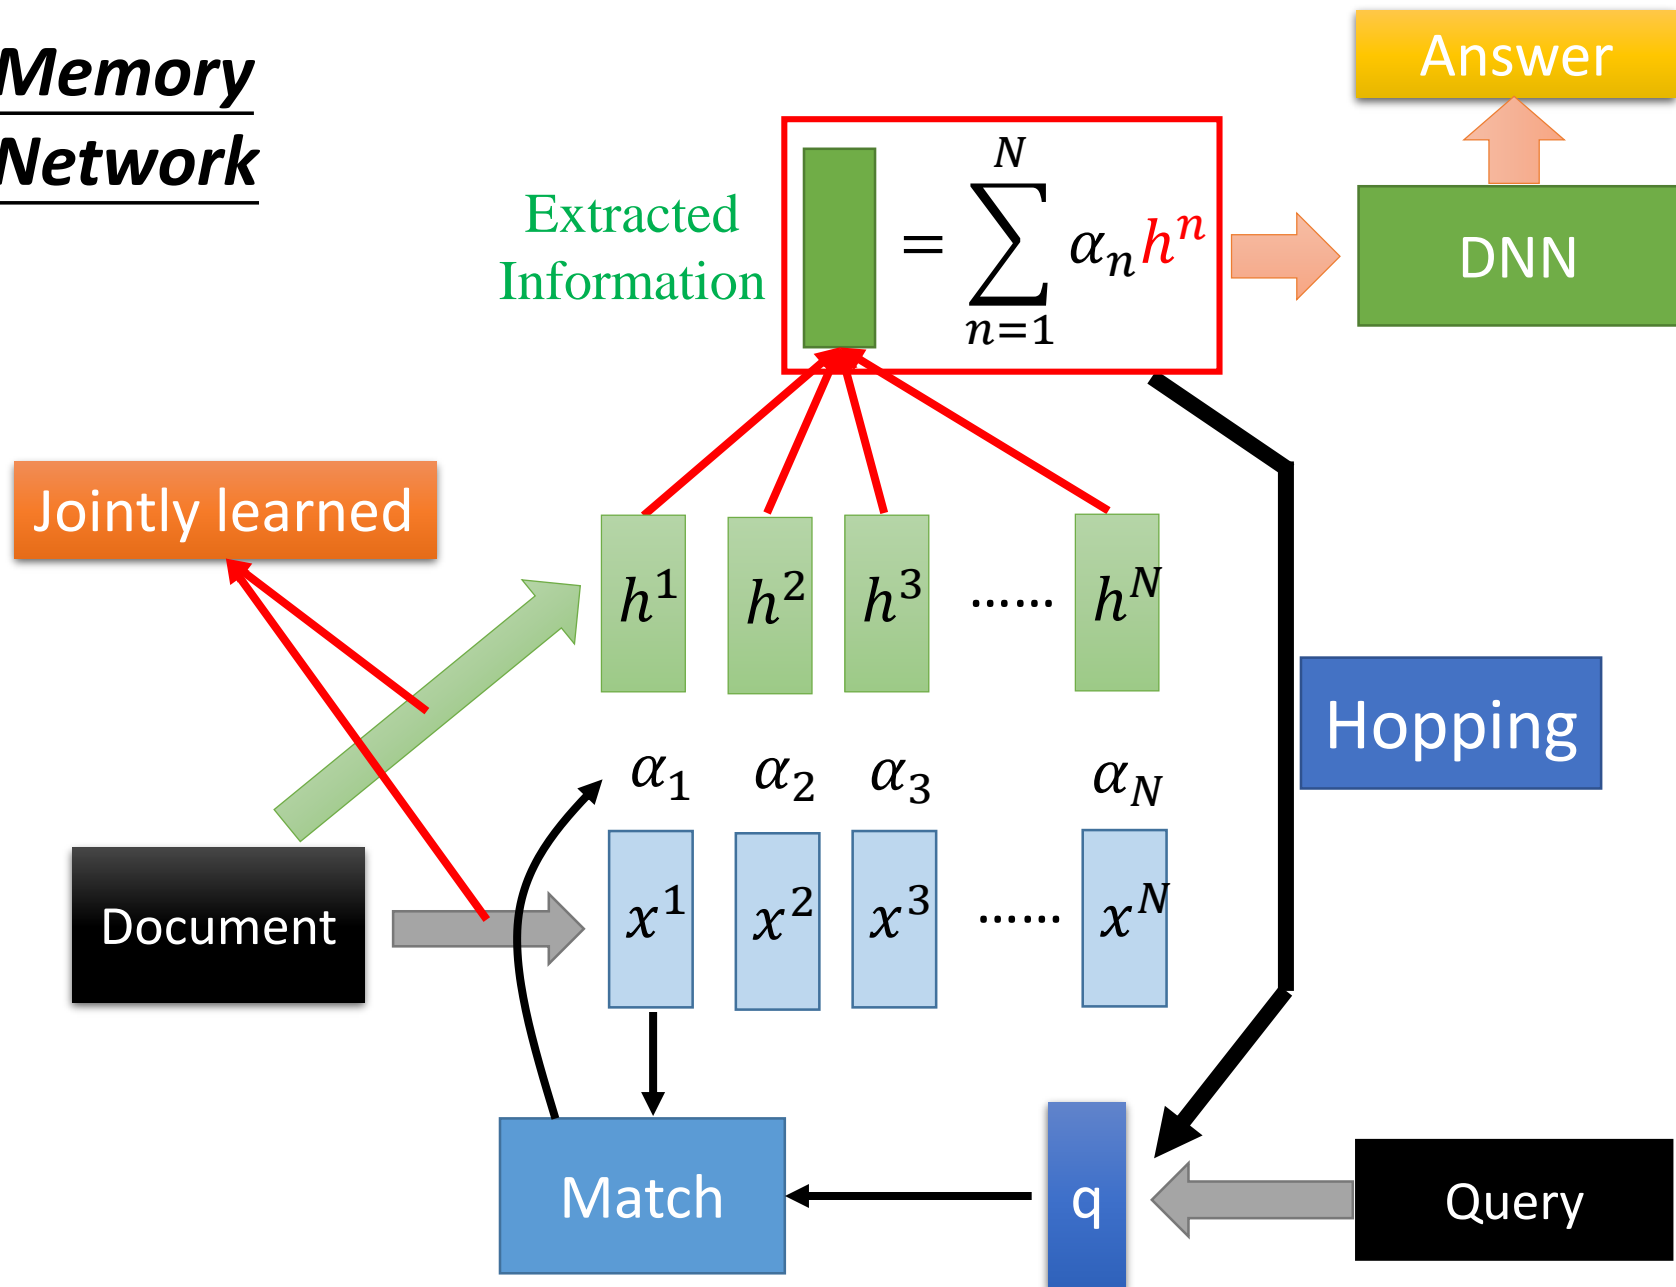 Memory
Network
Answer
Extracted
Information
= \sum_{n=1}^{N} α_n h^n
DNN
Jointly learned
h^1 h^2 h^3 …… h^N
Hopping
α_1 α_2 α_3 α_N
Document
x^1 x^2 x^3 …… x^N
Match
q
Query